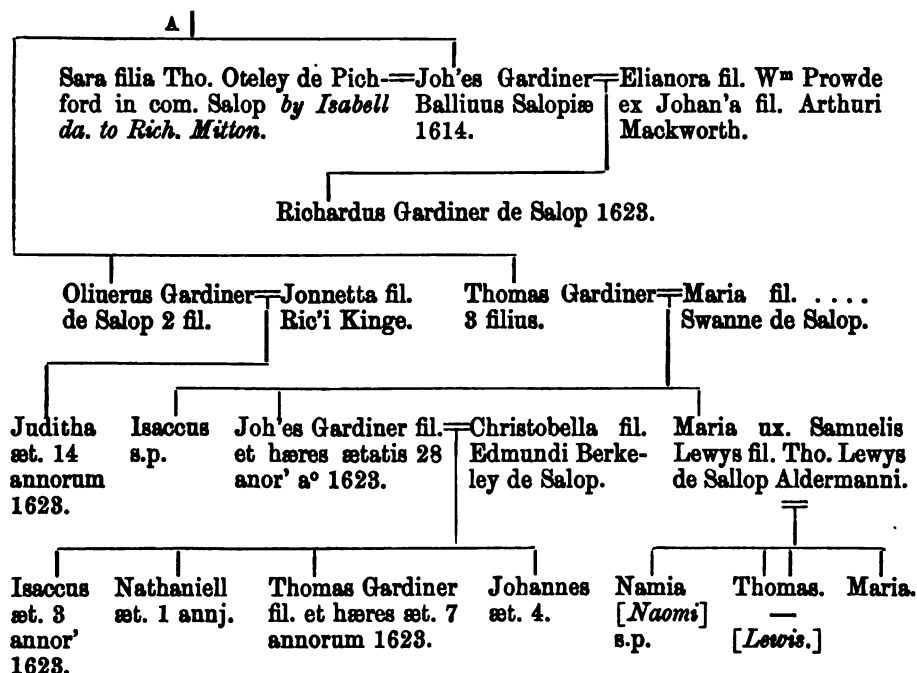 A
Sara filia Tho. Oteley de Pich-
ford in com. Salop by Isabell
da. to Rich. Mitton.
Joh'es Gardiner
Balliuus Salopiæ
1614.
Elianora fil. Wᵐ Prowde
ex Johan'a fil. Arthuri
Mackworth.
Richardus Gardiner de Salop 1623.
Oliuerus Gardiner
de Salop 2 fil.
Jonnetta fil.
Ric'i Kinge.
Thomas Gardiner
3 filius.
Maria fil. . . . .
Swanne de Salop.
Juditha
æt. 14
annorum
1623.
Isaccus
s.p.
Joh'es Gardiner fil.
et hæres ætatis 28
anor' aº 1623.
Christobella fil.
Edmundi Berke-
ley de Salop.
Maria ux. Samuelis
Lewys fil. Tho. Lewys
de Sallop Aldermanni.
Isaccus
æt. 3
annor'
1623.
Nathaniell
æt. 1 annj.
Thomas Gardiner
fil. et hæres æt. 7
annorum 1623.
Johannes
æt. 4.
Namia
[Naomi]
s.p.
Thomas.
—
[Lewis.]
Maria.